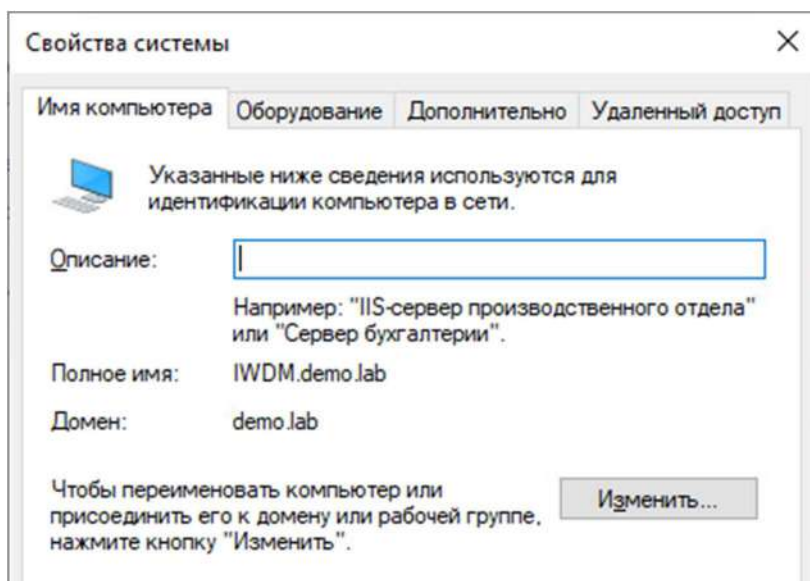 Свойства системы
Имя компьютера Оборудование Дополнительно Удаленный доступ
Указанные ниже сведения используются для
идентификации компьютера в сети.
Описание:
Например: "IIS-сервер производственного отдела"
или "Сервер бухгалтерии".
Полное имя: IWDM.demo.lab
Домен: demo.lab
Чтобы переименовать компьютер или
присоединить его к домену или рабочей группе,
нажмите кнопку "Изменить".
Изменить...